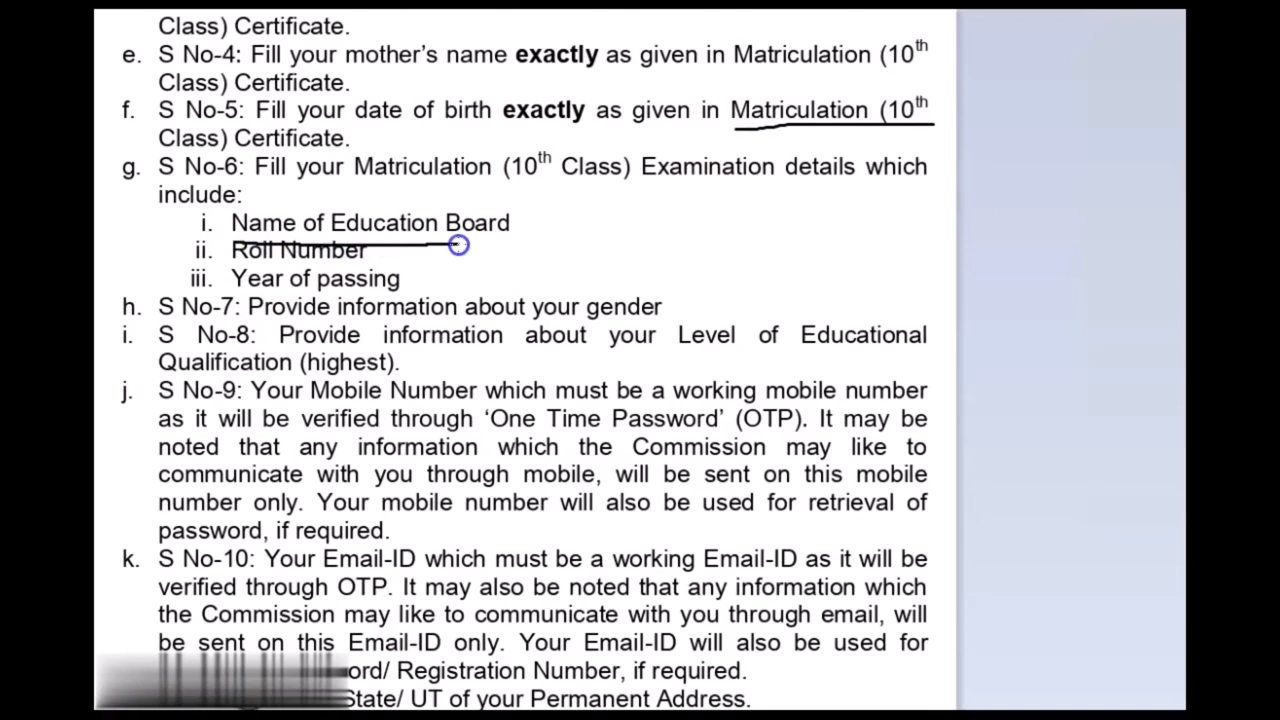 Class) Certificate.
e. S No-4: Fill your mother’s name exactly as given in Matriculation (10th
Class) Certificate.
f. S No-5: Fill your date of birth exactly as given in Matriculation (10th
Class) Certificate.
g. S No-6: Fill your Matriculation (10th Class) Examination details which
include:
i. Name of Education Board
ii. Roll Number
iii. Year of passing
h. S No-7: Provide information about your gender
i. S No-8: Provide information about your Level of Educational
Qualification (highest).
j. S No-9: Your Mobile Number which must be a working mobile number
as it will be verified through ‘One Time Password’ (OTP). It may be
noted that any information which the Commission may like to
communicate with you through mobile, will be sent on this mobile
number only. Your mobile number will also be used for retrieval of
password, if required.
k. S No-10: Your Email-ID which must be a working Email-ID as it will be
verified through OTP. It may also be noted that any information which
the Commission may like to communicate with you through email, will
be sent on this Email-ID only. Your Email-ID will also be used for
ord/ Registration Number, if required.
State/ UT of your Permanent Address.